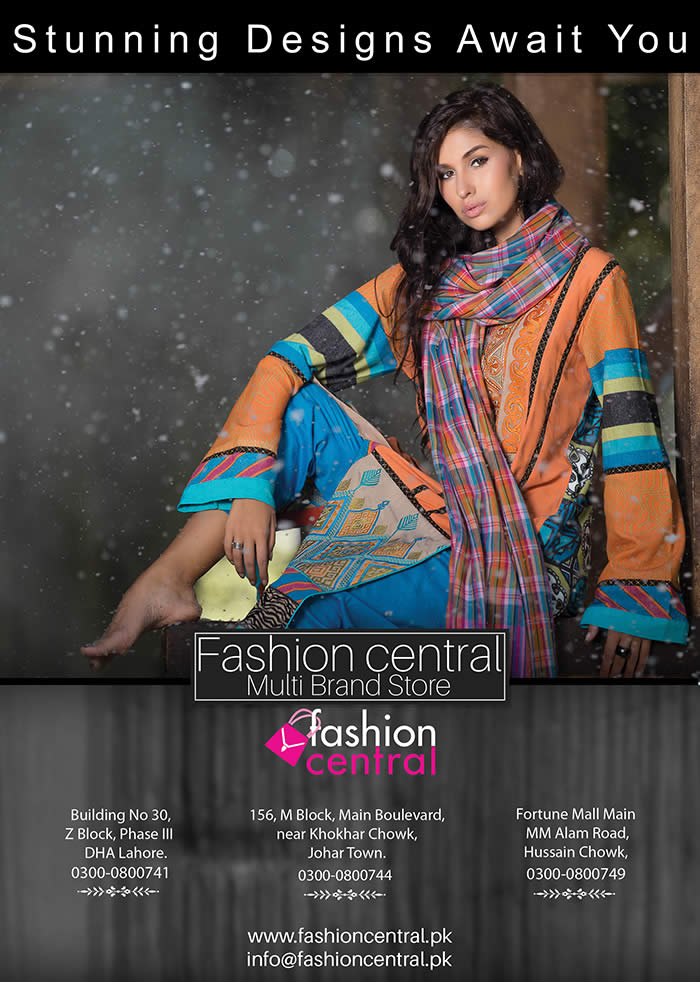 Stunning Designs Await You
Fashion central
Multi Brand Store
fashion
central
Building No 30,
Z Block, Phase III
DHA Lahore.
0300-0800741
156, M Block, Main Boulevard,
near Khokhar Chowk,
Johar Town.
0300-0800744
Fortune Mall Main
MM Alam Road,
Hussain Chowk,
0300-0800749
www.fashioncentral.pk
info@fashioncentral.pk